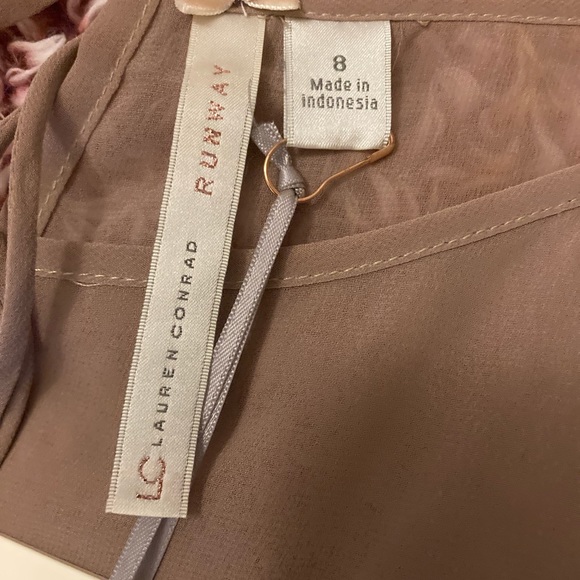 LC LAUREN CONRAD RUNWAY
8
Made in
indonesia